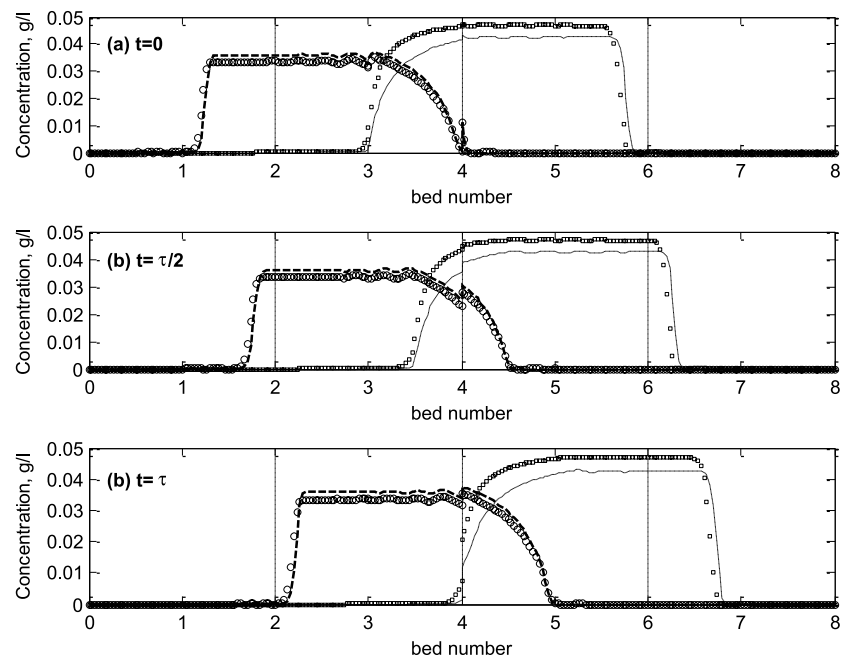 0.05
0.04
0.03
0.02
0.01
0
Concentration, g/l
(a) t=0
0 1 2 3 4 5 6 7 8
bed number
0.05
0.04
0.03
0.02
0.01
0
Concentration, g/l
(b) t= τ/2
0 1 2 3 4 5 6 7 8
bed number
0.05
0.04
0.03
0.02
0.01
0
Concentration, g/l
(b) t= τ
0 1 2 3 4 5 6 7 8
bed number